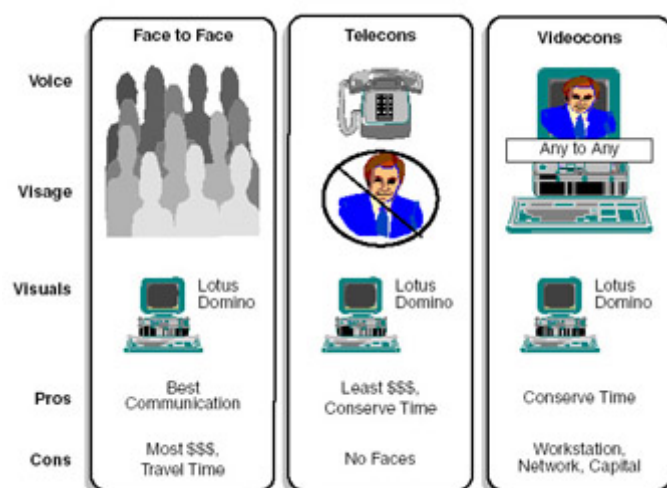 Face to Face
Telecons
Videocons
Voice
Any to Any
Visage
Visuals
Lotus
Domino
Lotus
Domino
Lotus
Domino
Pros
Best
Communication
Least $$$,
Conserve Time
Conserve Time
Cons
Most $$$,
Travel Time
No Faces
Workstation,
Network, Capital